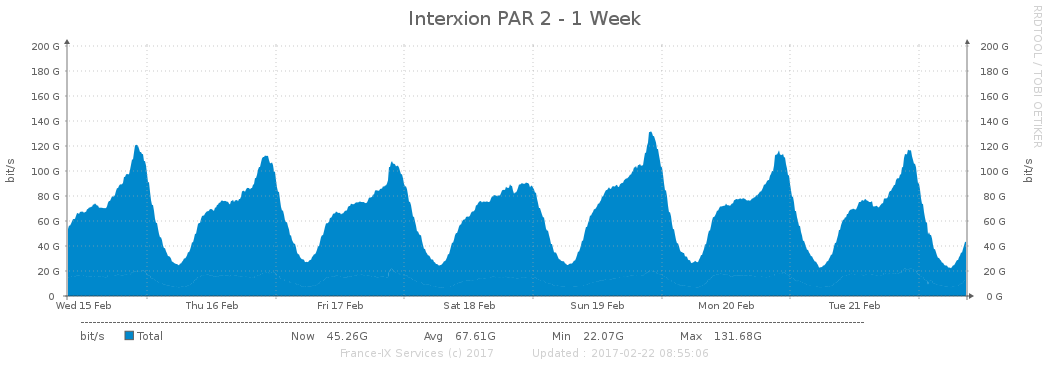 Interxion PAR 2 - 1 Week
RRDTOOL / TOBI OETIKER
bit/s
200 G
180 G
160 G
140 G
120 G
100 G
80 G
60 G
40 G
20 G
0
200 G
180 G
160 G
140 G
120 G
100 G
80 G
60 G
40 G
20 G
0 G
bit/s
Wed 15 Feb Thu 16 Feb Fri 17 Feb Sat 18 Feb Sun 19 Feb Mon 20 Feb Tue 21 Feb
bit/s Total Now 45.26G Avg 67.61G Min 22.07G Max 131.68G
France-IX Services (c) 2017 Updated : 2017-02-22 08:55:06